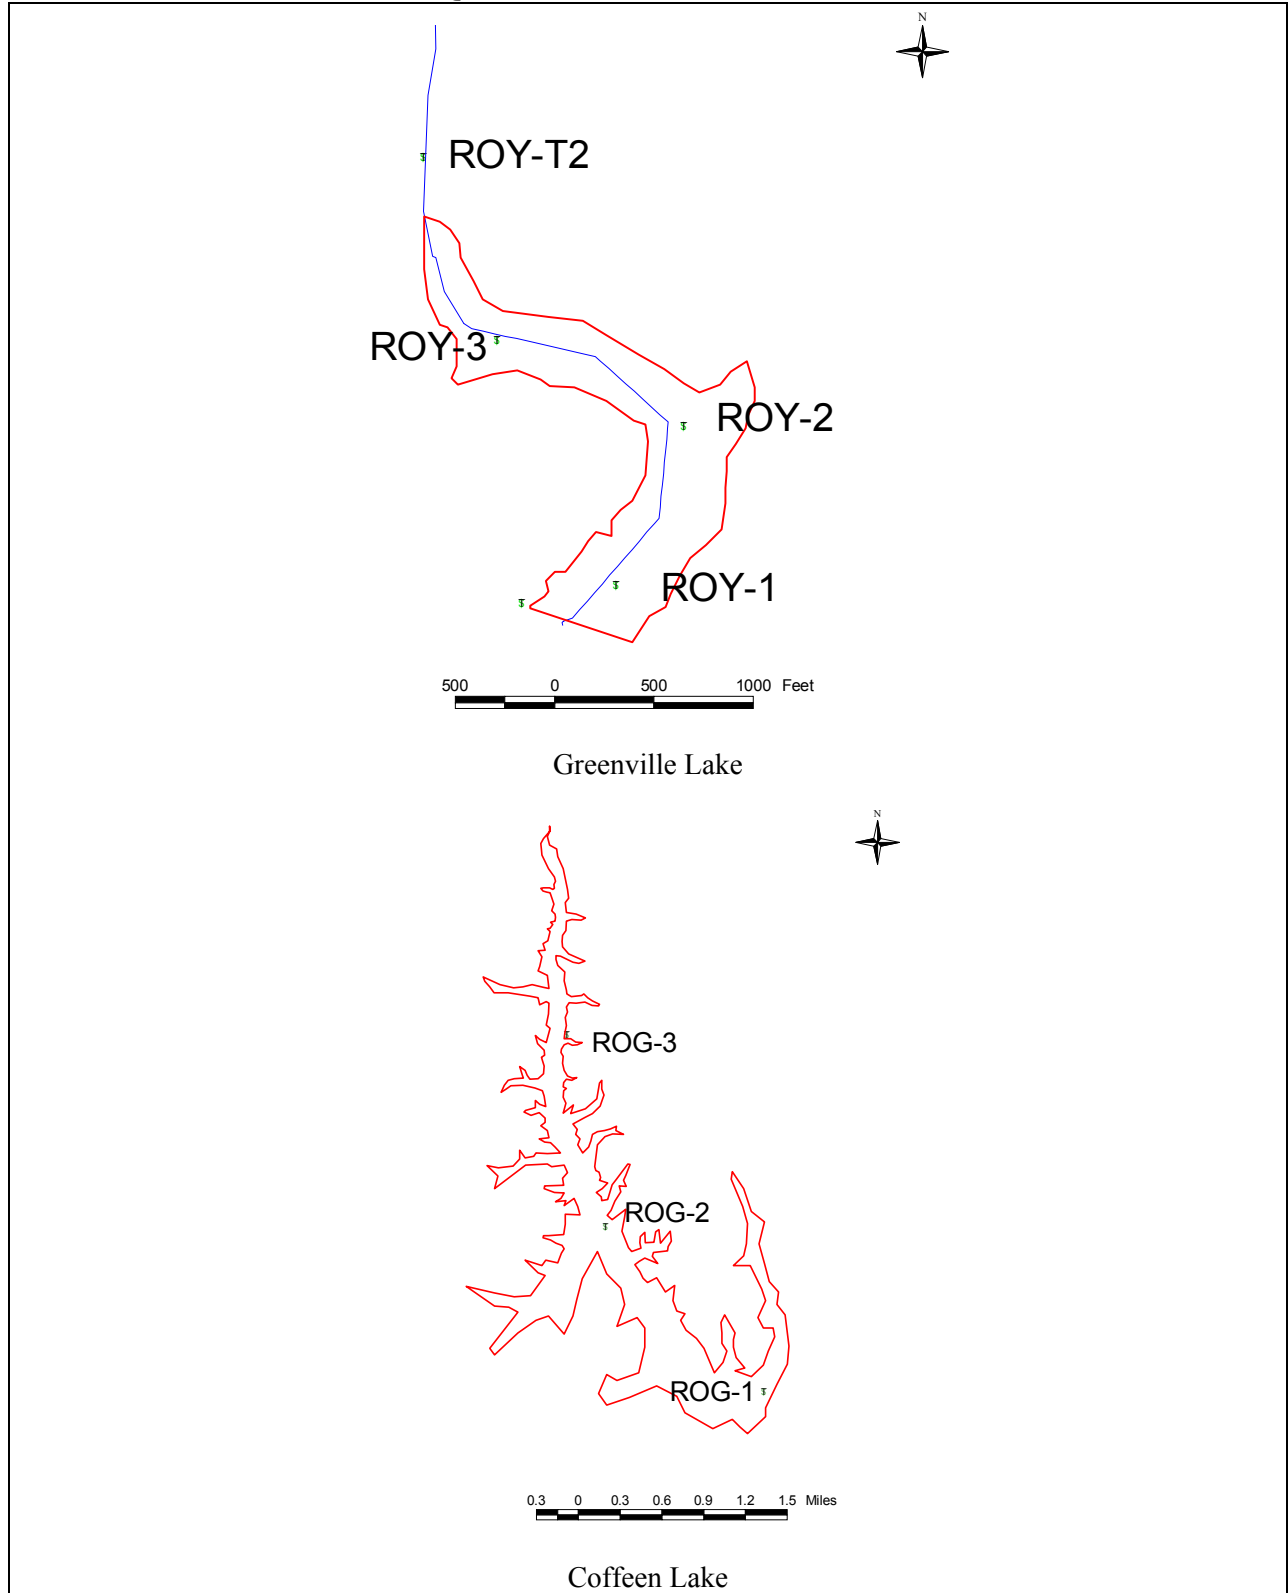 N
ROY-T2
ROY-3
ROY-2
ROY-1
500 0 500 1000 Feet
Greenville Lake
N
ROG-3
ROG-2
ROG-1
0.3 0 0.3 0.6 0.9 1.2 1.5 Miles
Coffeen Lake